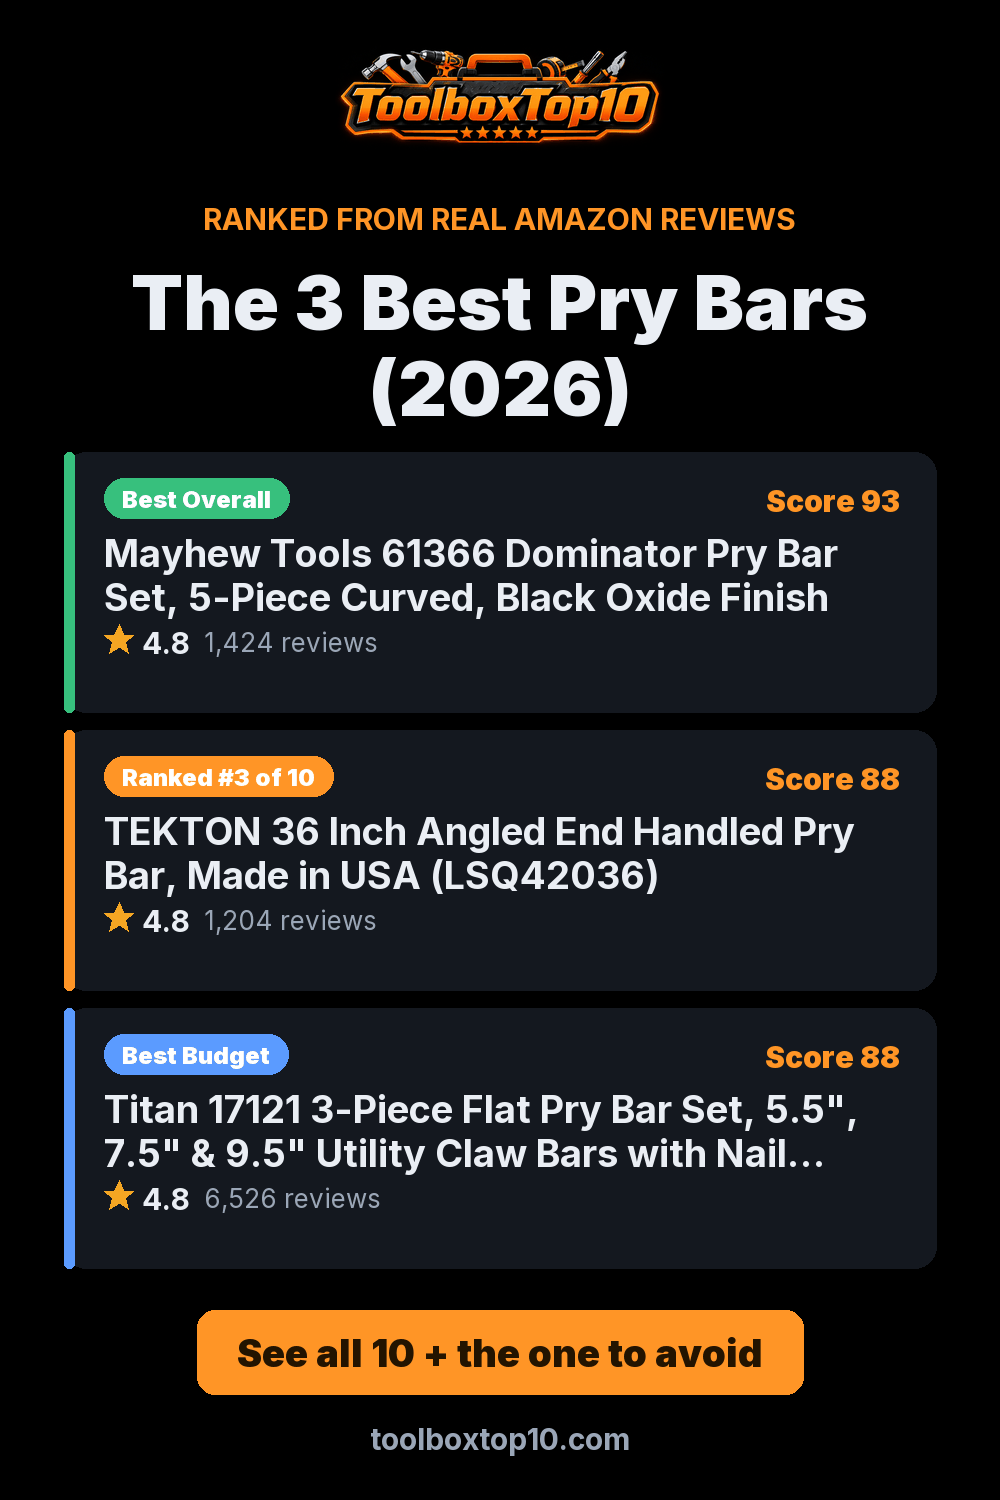 ToolboxTop10
RANKED FROM REAL AMAZON REVIEWS
The 3 Best Pry Bars
(2026)
Best Overall
Score 93
Mayhew Tools 61366 Dominator Pry Bar
Set, 5-Piece Curved, Black Oxide Finish
4.8 1,424 reviews
Ranked #3 of 10
Score 88
TEKTON 36 Inch Angled End Handled Pry
Bar, Made in USA (LSQ42036)
4.8 1,204 reviews
Best Budget
Score 88
Titan 17121 3-Piece Flat Pry Bar Set, 5.5",
7.5" & 9.5" Utility Claw Bars with Nail...
4.8 6,526 reviews
See all 10 + the one to avoid
toolboxtop10.com